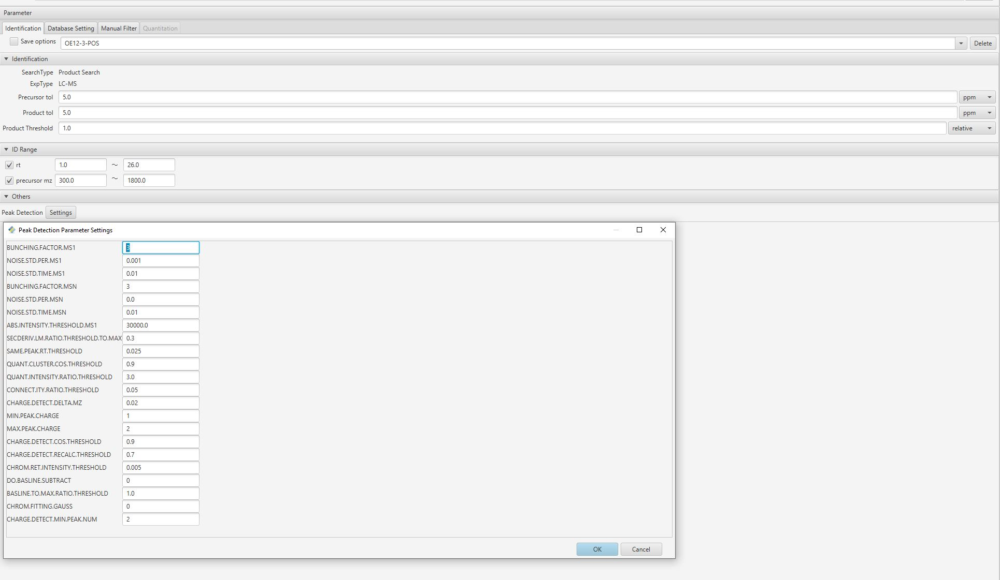 Parameter
Identification Database Setting Manual Filter Quantitation
Save options OE12-3-POS Delete
Identification
SearchType Product Search
ExpType LC-MS
Precursor tol 5.0 ppm
Product tol 5.0 ppm
Product Threshold 1.0 relative
ID Range
rt 1.0 ～ 26.0
precursor mz 300.0 ～ 1800.0
Others
Peak Detection Settings
Peak Detection Parameter Settings
BUNCHING.FACTOR.MS1 3
NOISE.STD.PER.MS1 0.001
NOISE.STD.TIME.MS1 0.01
BUNCHING.FACTOR.MSN 3
NOISE.STD.PER.MSN 0.0
NOISE.STD.TIME.MSN 0.01
ABS.INTENSITY.THRESHOLD.MS1 30000.0
SECDERIV.LM.RATIO.THRESHOLD.TO.MAX 0.3
SAME.PEAK.RT.THRESHOLD 0.025
QUANT.CLUSTER.COS.THRESHOLD 0.9
QUANT.INTENSITY.RATIO.THRESHOLD 3.0
CONNECT.ITY.RATIO.THRESHOLD 0.05
CHARGE.DETECT.DELTA.MZ 0.02
MIN.PEAK.CHARGE 1
MAX.PEAK.CHARGE 2
CHARGE.DETECT.COS.THRESHOLD 0.9
CHARGE.DETECT.RECALC.THRESHOLD 0.7
CHROM.RET.INTENSITY.THRESHOLD 0.005
DO.BASLINE.SUBTRACT 0
BASLINE.TO.MAX.RATIO.THRESHOLD 1.0
CHROM.FITTING.GAUSS 0
CHARGE.DETECT.MIN.PEAK.NUM 2
OK Cancel